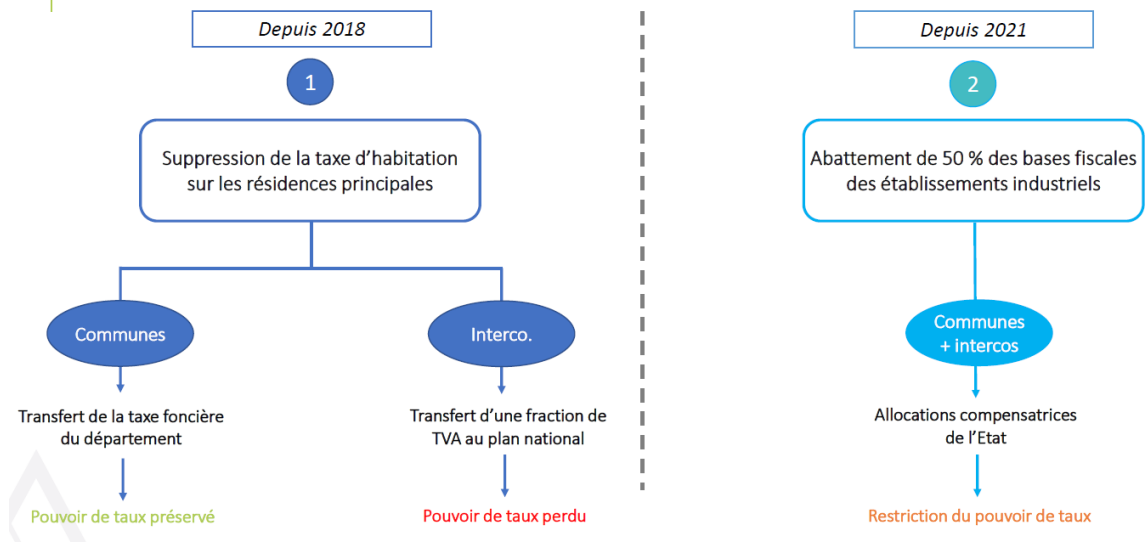 Depuis 2018
1
Suppression de la taxe d'habitation
sur les résidences principales
Communes
Transfert de la taxe foncière
du département
Pouvoir de taux préservé
Interco.
Transfert d'une fraction de
TVA au plan national
Pouvoir de taux perdu
Depuis 2021
2
Abattement de 50 % des bases fiscales
des établissements industriels
Communes
+ intercos
Allocations compensatrices
de l'Etat
Restriction du pouvoir de taux